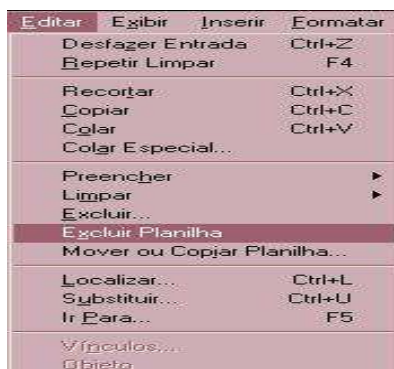 Editar Exibir Inserir Formatar
Desfazer Entrada Ctrl+Z
Repetir Limpar F4
Recortar Ctrl+X
Copiar Ctrl+C
Colar Ctrl+V
Colar Especial...
Preencher
Limpar
Excluir...
Excluir Planilha
Mover ou Copiar Planilha...
Localizar... Ctrl+L
Substituir... Ctrl+U
Ir Para... F5
Vínculos...
Objeto